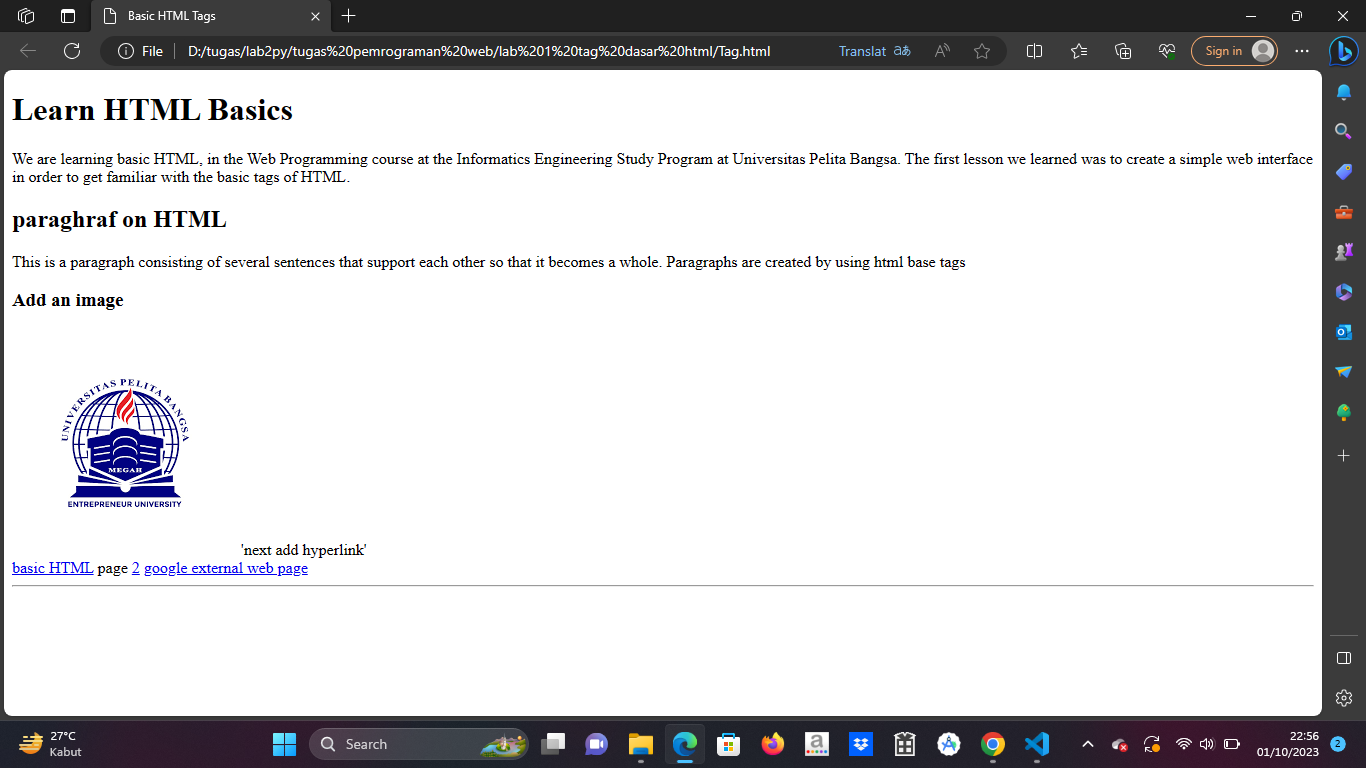 Basic HTML Tags
File
D:/tugas/lab2py/tugas%20pemrograman%20web/lab%201%20tag%20dasar%20html/Tag.html
Translat
Sign in
Learn HTML Basics
We are learning basic HTML, in the Web Programming course at the Informatics Engineering Study Program at Universitas Pelita Bangsa. The first lesson we learned was to create a simple web interface
in order to get familiar with the basic tags of HTML.
paraghraf on HTML
This is a paragraph consisting of several sentences that support each other so that it becomes a whole. Paragraphs are created by using html base tags
Add an image
UNIVERSITAS PELITA BANGSA
MEGAH
ENTREPRENEUR UNIVERSITY
'next add hyperlink'
basic HTML page 2 google external web page
27°C
Kabut
Search
22:56
01/10/2023
2